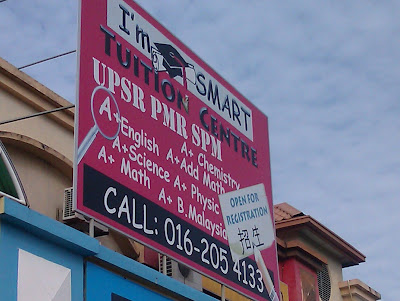 I'm SMART
TUITION CENTRE
UPSR PMR SPM
A+ A+ Chemistry
A+ English A+ Add Math
A+ Science A+ Physic
A+ Math A+ B.Malaysia
CALL: 016-205 4133
OPEN FOR
REGISTRATION
招生